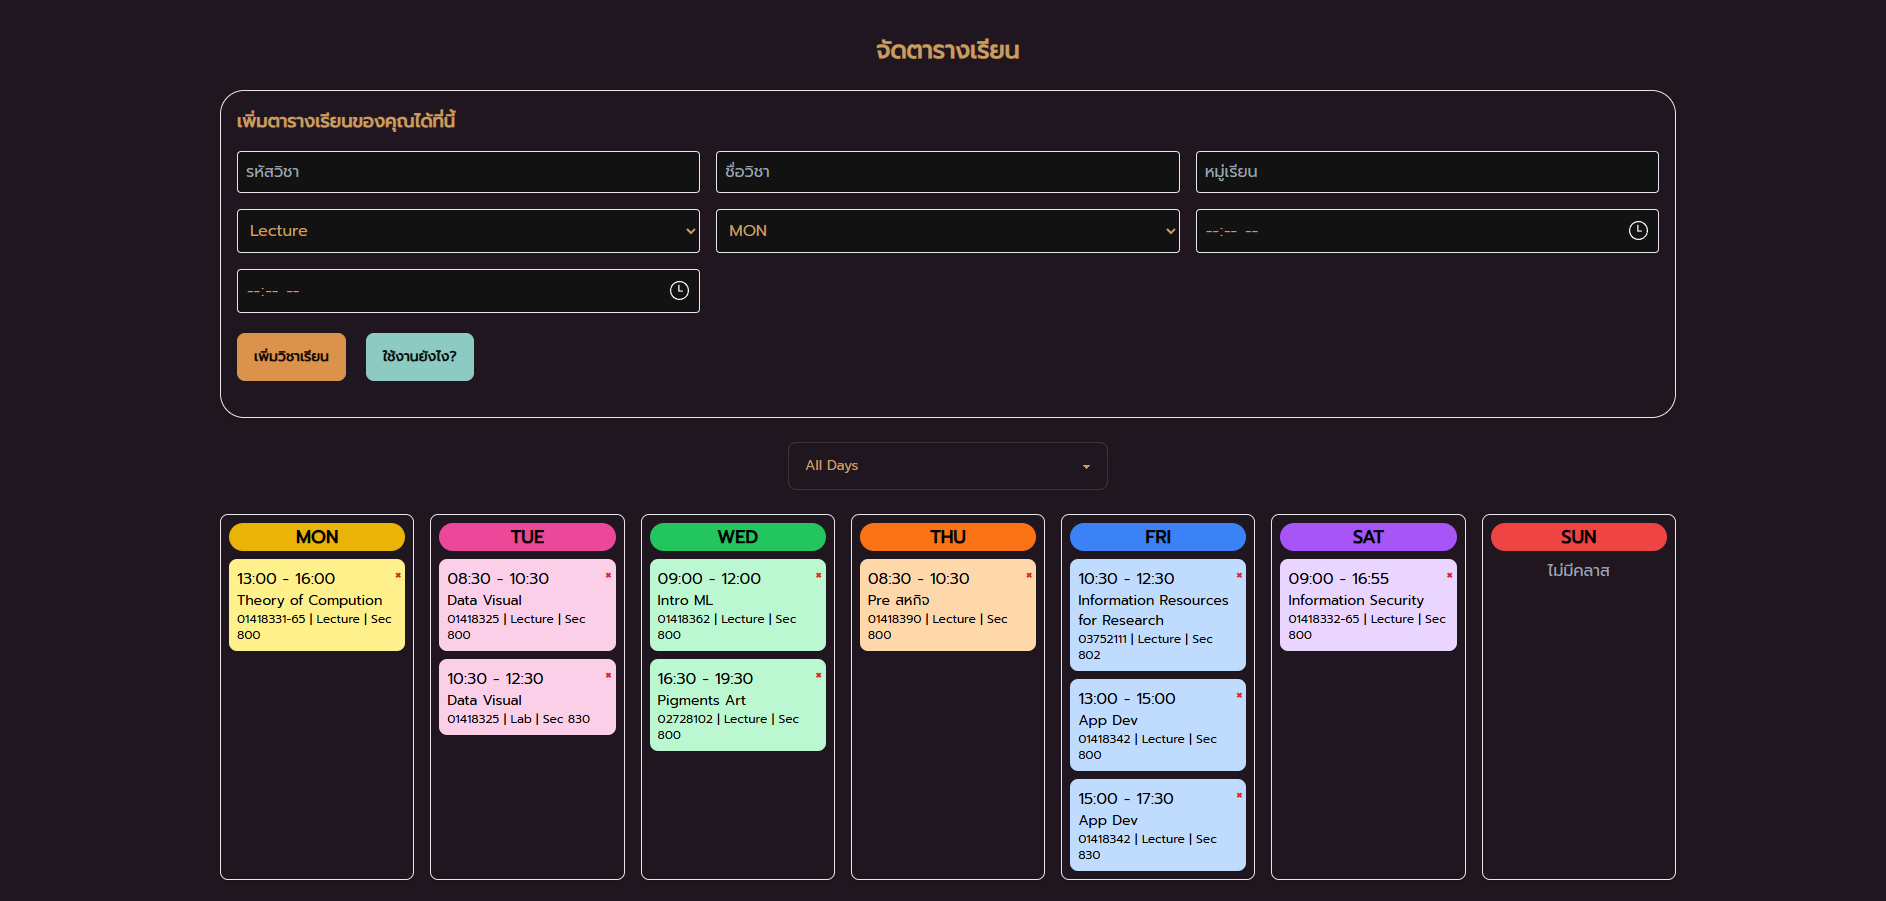 จัดตารางเรียน
เพิ่มตารางเรียนของคุณได้ที่นี้
รหัสวิชา
ชื่อวิชา
หมู่เรียน
Lecture
MON
--:-- --
--:-- --
เพิ่มวิชาเรียน
ใช้งานยังไง?
All Days
MON
13:00 - 16:00
Theory of Compution
01418331-65 | Lecture | Sec
800
TUE
08:30 - 10:30
Data Visual
01418325 | Lecture | Sec
800
10:30 - 12:30
Data Visual
01418325 | Lab | Sec 830
WED
09:00 - 12:00
Intro ML
01418362 | Lecture | Sec
800
16:30 - 19:30
Pigments Art
02728102 | Lecture | Sec
800
THU
08:30 - 10:30
Pre สหกิจ
01418390 | Lecture | Sec
800
FRI
10:30 - 12:30
Information Resources
for Research
03752111 | Lecture | Sec
802
13:00 - 15:00
App Dev
01418342 | Lecture | Sec
800
15:00 - 17:30
App Dev
01418342 | Lecture | Sec
830
SAT
09:00 - 16:55
Information Security
01418332-65 | Lecture | Sec
800
SUN
ไม่มีคลาส